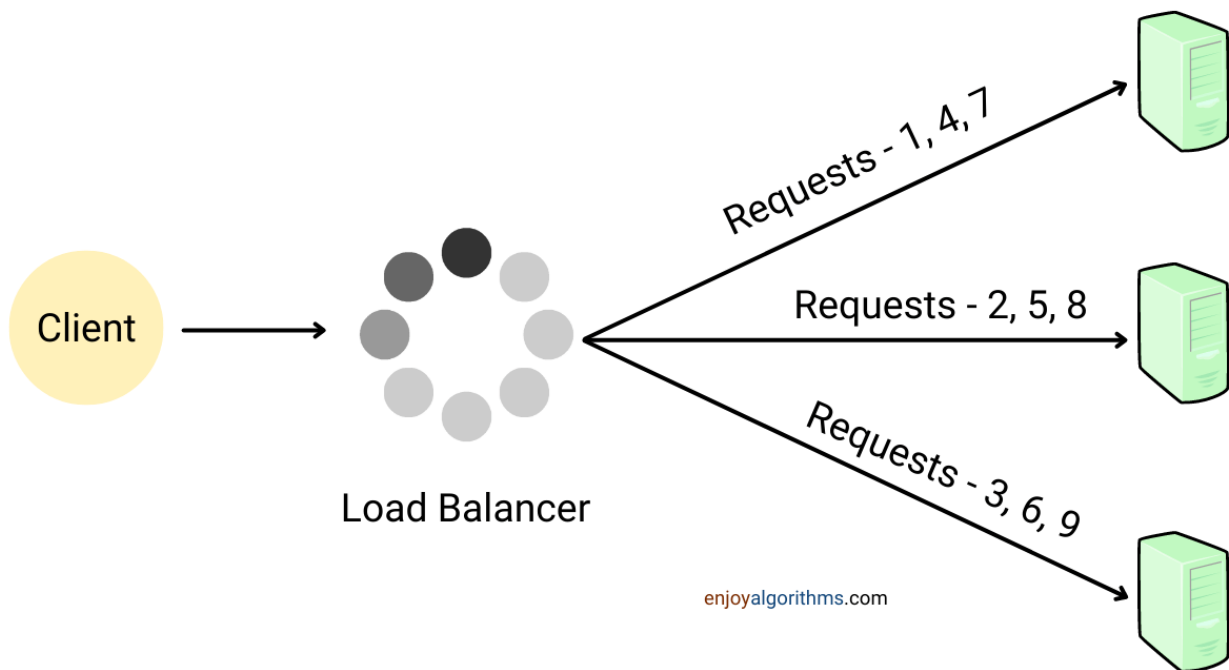 Requests - 1, 4, 7
Client
Requests - 2, 5, 8
Requests - 3, 6, 9
Load Balancer
enjoyalgorithms.com